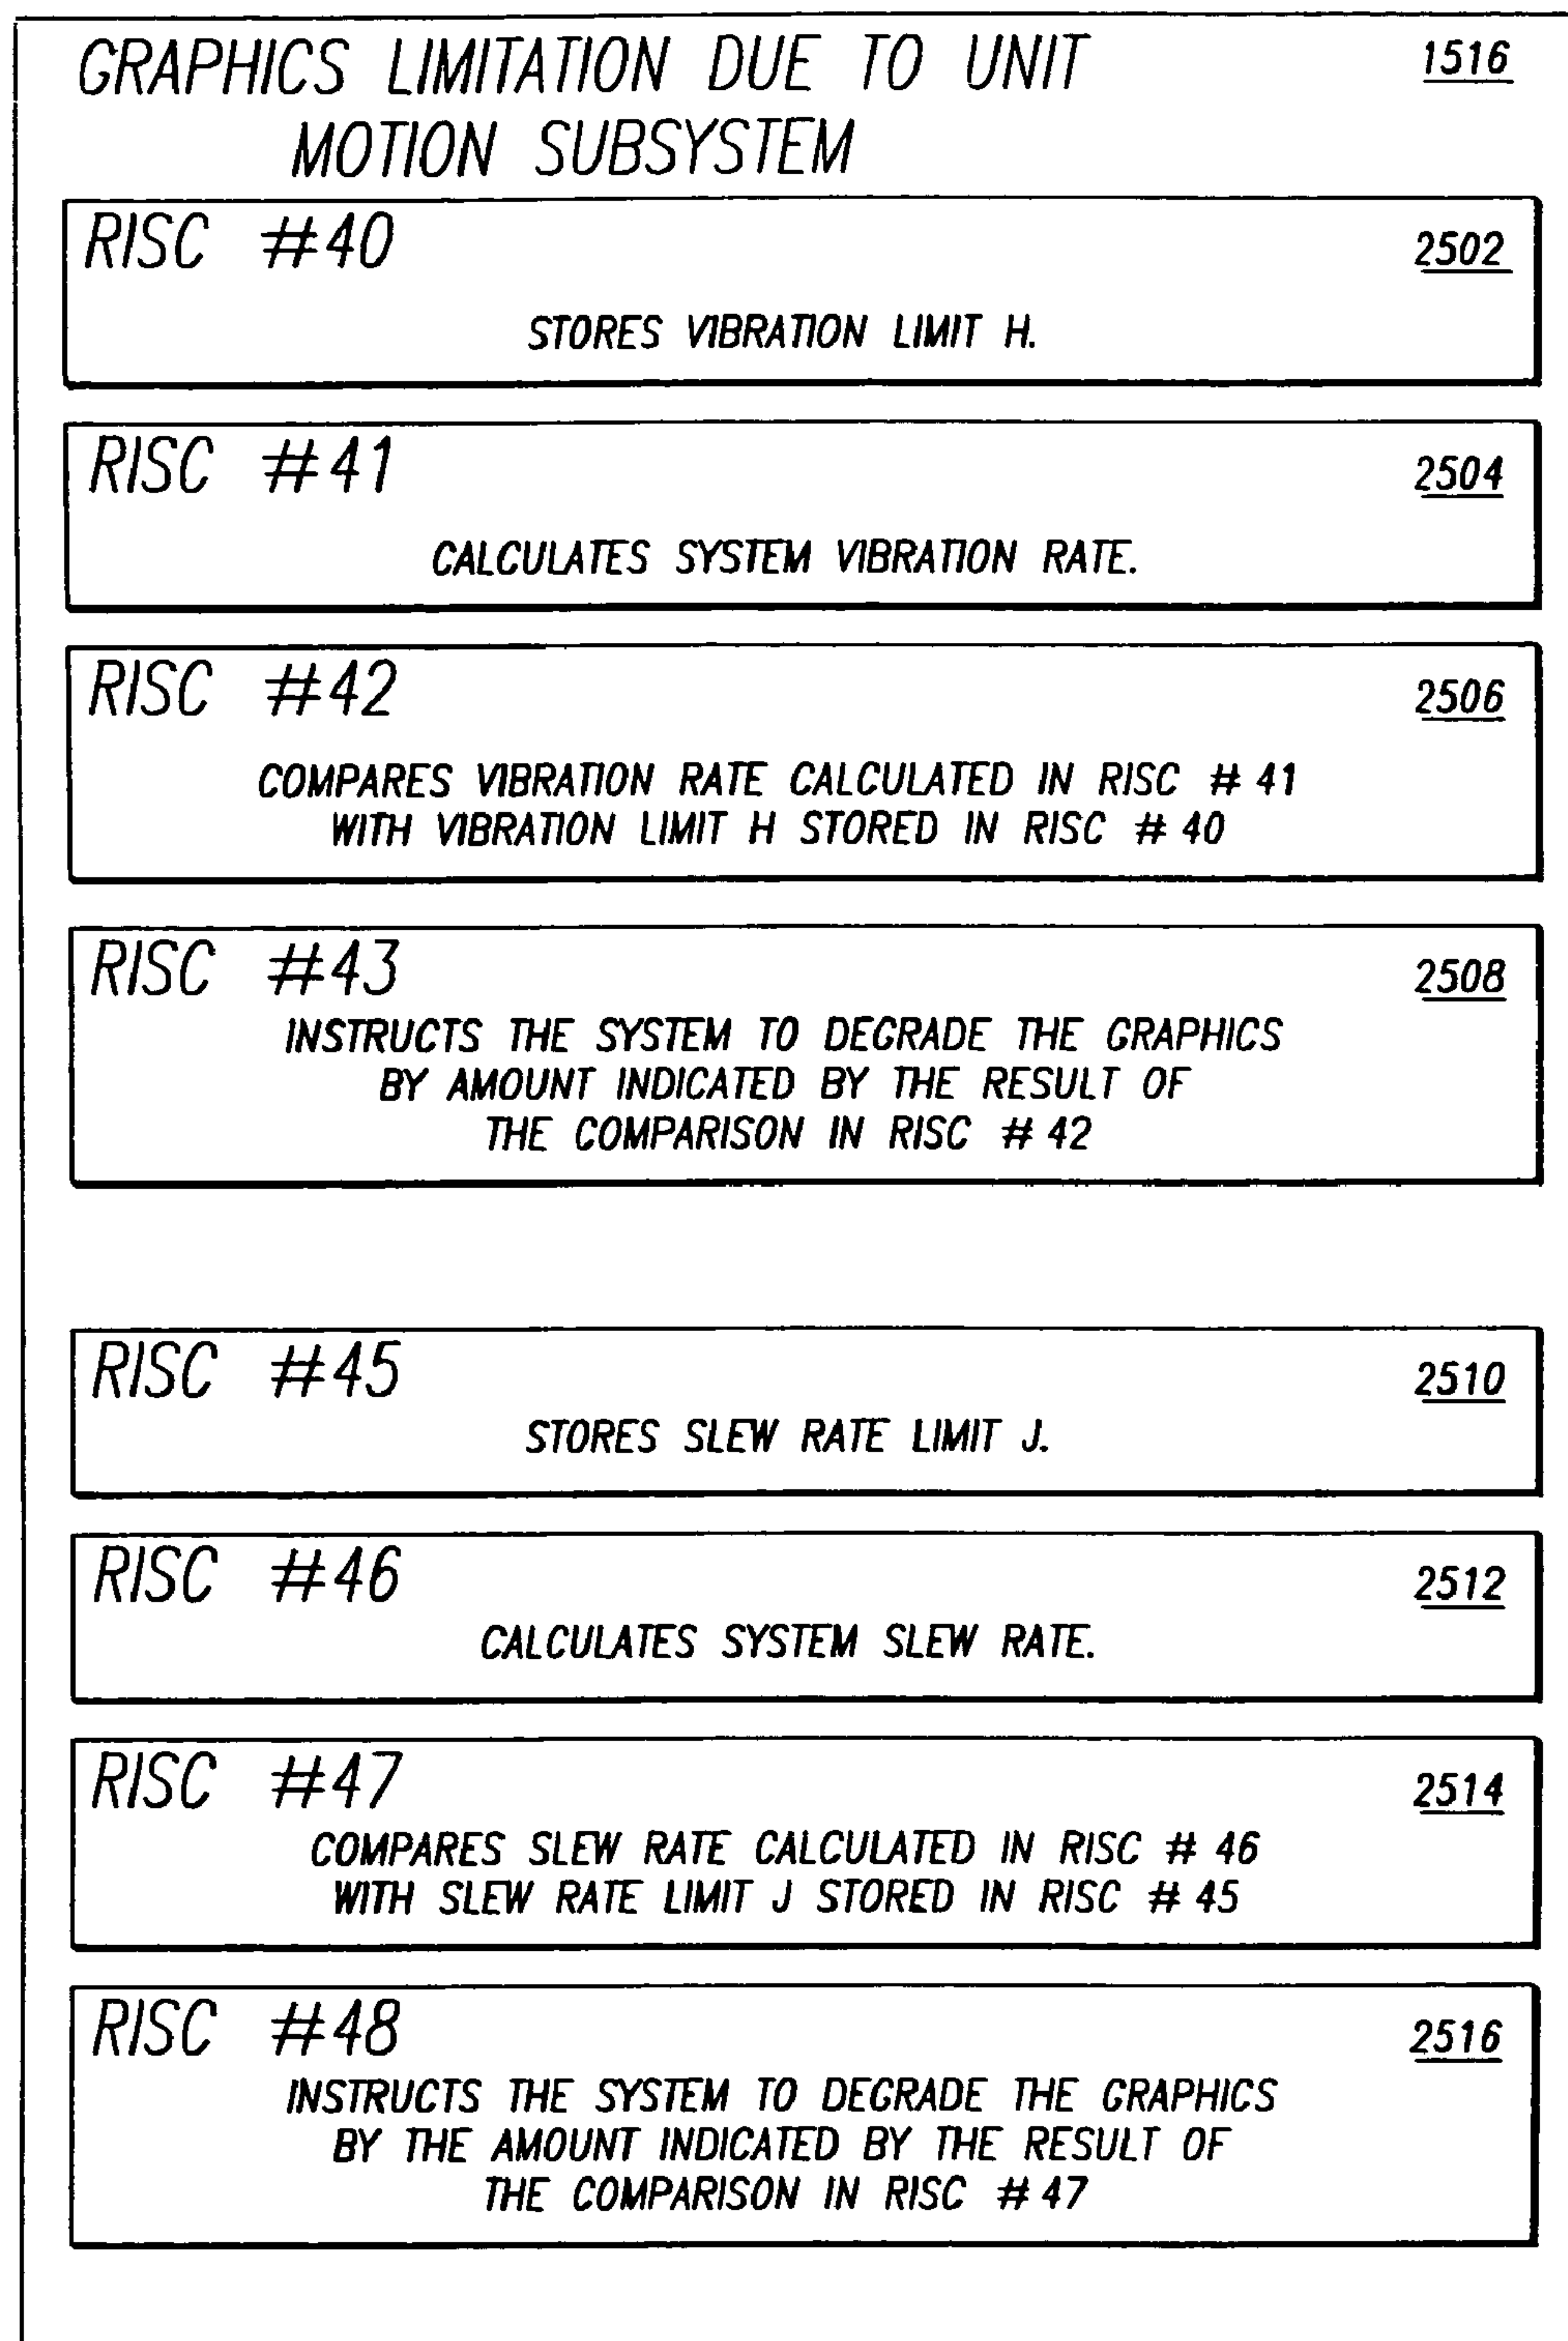 GRAPHICS LIMITATION DUE TO UNIT 1516
MOTION SUBSYSTEM
RISC #40 2502
STORES VIBRATION LIMIT H.
RISC #41 2504
CALCULATES SYSTEM VIBRATION RATE.
RISC #42 2506
COMPARES VIBRATION RATE CALCULATED IN RISC # 41
WITH VIBRATION LIMIT H STORED IN RISC # 40
RISC #43 2508
INSTRUCTS THE SYSTEM TO DEGRADE THE GRAPHICS
BY AMOUNT INDICATED BY THE RESULT OF
THE COMPARISON IN RISC # 42
RISC #45 2510
STORES SLEW RATE LIMIT J.
RISC #46 2512
CALCULATES SYSTEM SLEW RATE.
RISC #47 2514
COMPARES SLEW RATE CALCULATED IN RISC # 46
WITH SLEW RATE LIMIT J STORED IN RISC # 45
RISC #48 2516
INSTRUCTS THE SYSTEM TO DEGRADE THE GRAPHICS
BY THE AMOUNT INDICATED BY THE RESULT OF
THE COMPARISON IN RISC # 47